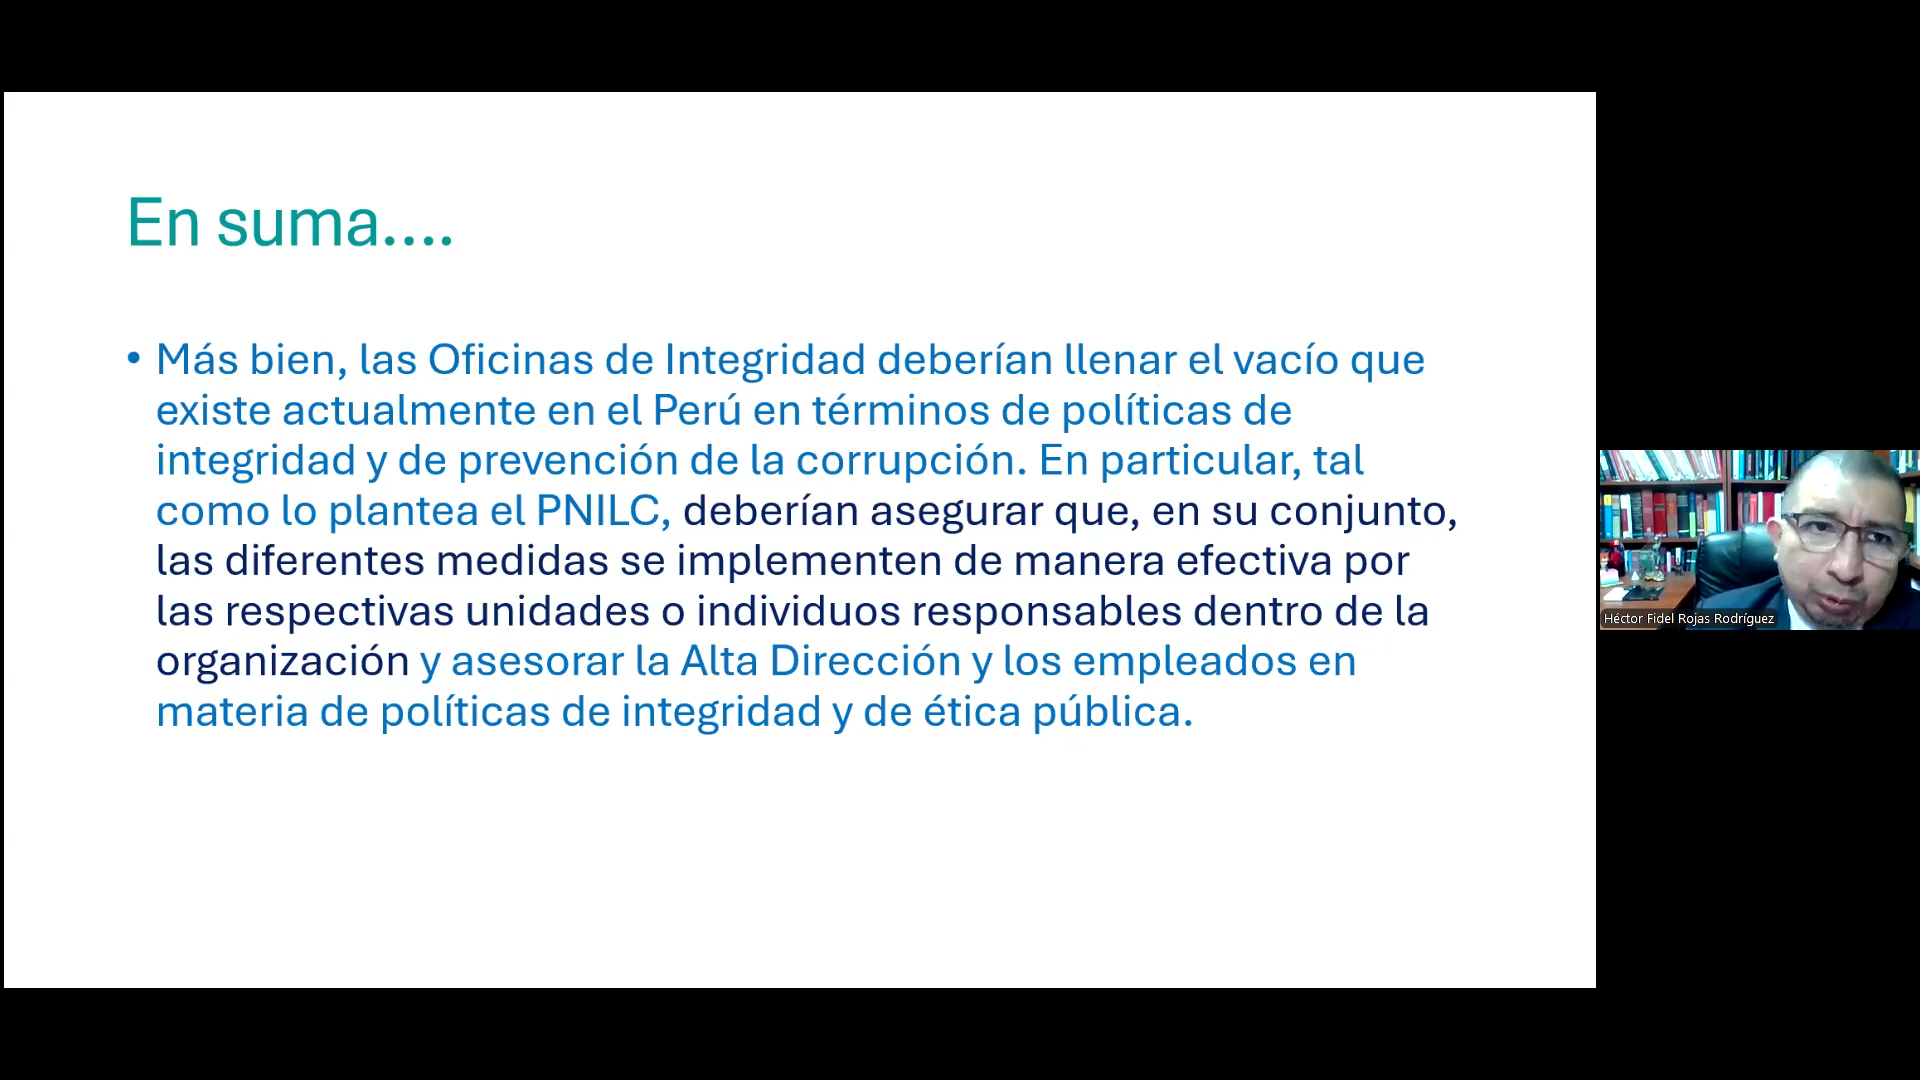 En suma....
• Más bien, las Oficinas de Integridad deberían llenar el vacío que
existe actualmente en el Perú en términos de políticas de
integridad y de prevención de la corrupción. En particular, tal
como lo plantea el PNILC, deberían asegurar que, en su conjunto,
las diferentes medidas se implementen de manera efectiva por
las respectivas unidades o individuos responsables dentro de la
organización y asesorar la Alta Dirección y los empleados en
materia de políticas de integridad y de ética pública.
Héctor Fidel Rojas Rodríguez